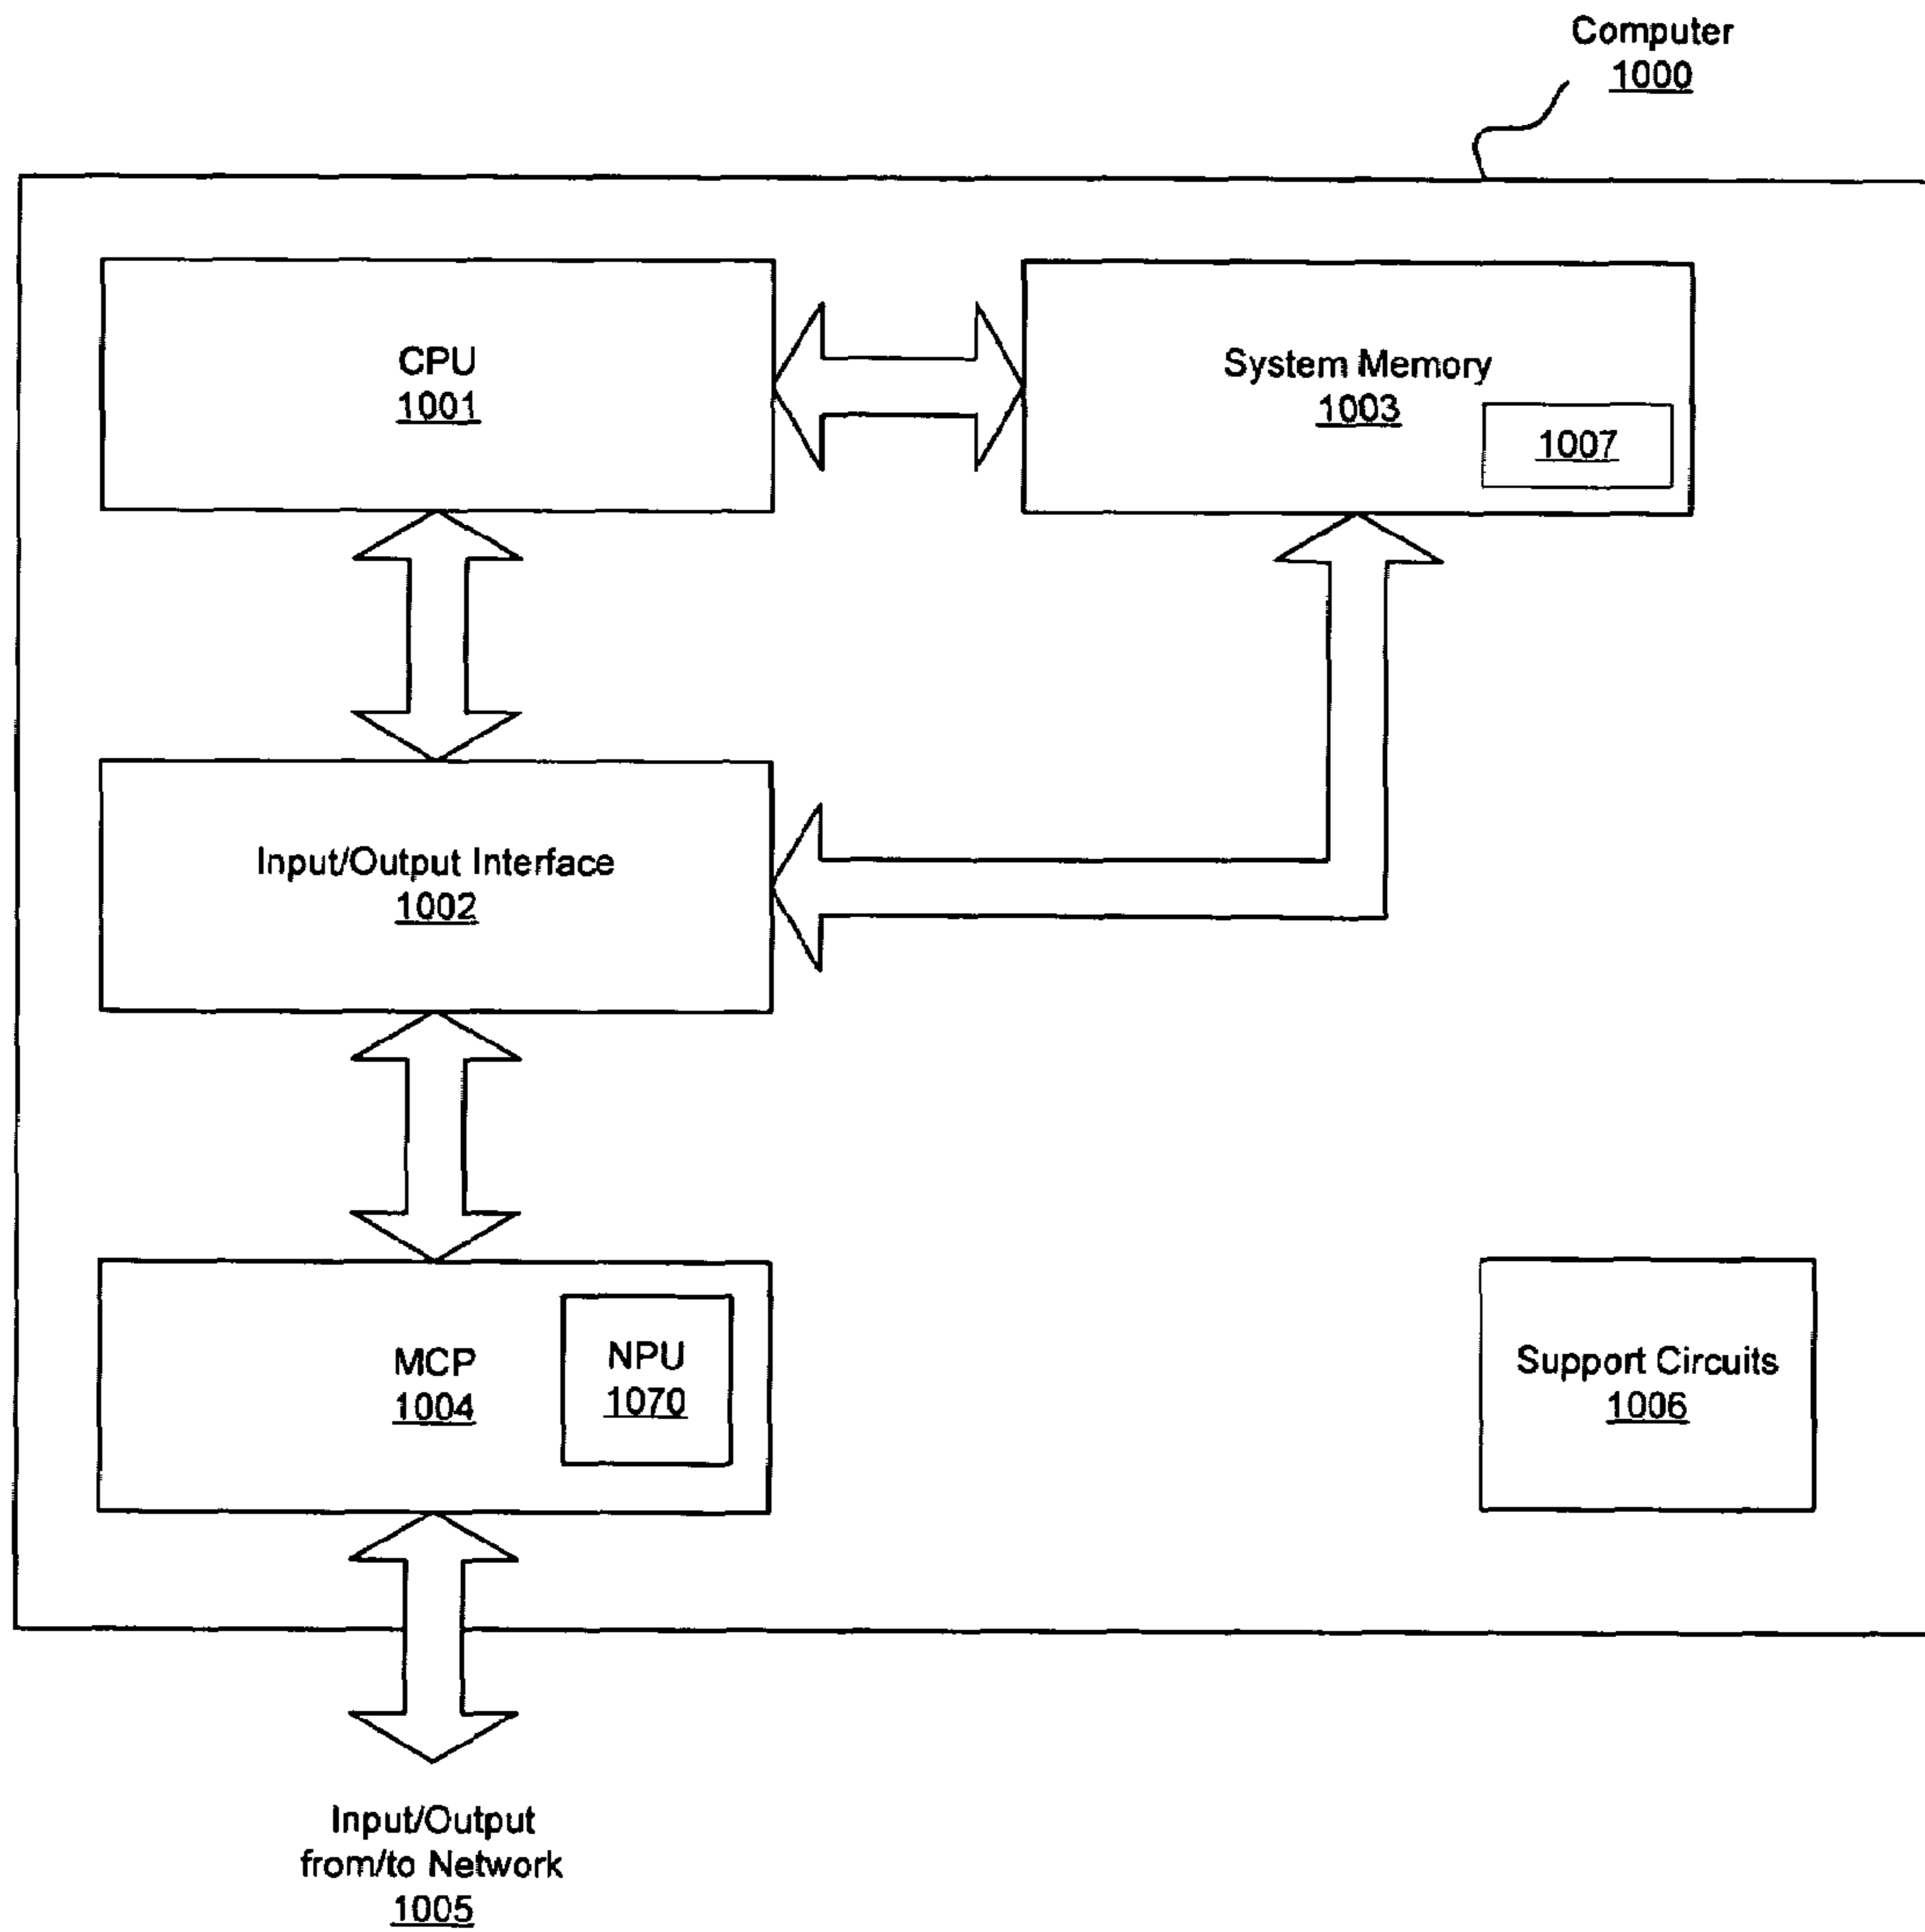 Computer
1000
CPU
1001
System Memory
1003
1007
Input/Output Interface
1002
MCP
1004
NPU
1070
Support Circuits
1006
Input/Output
from/to Network
1005